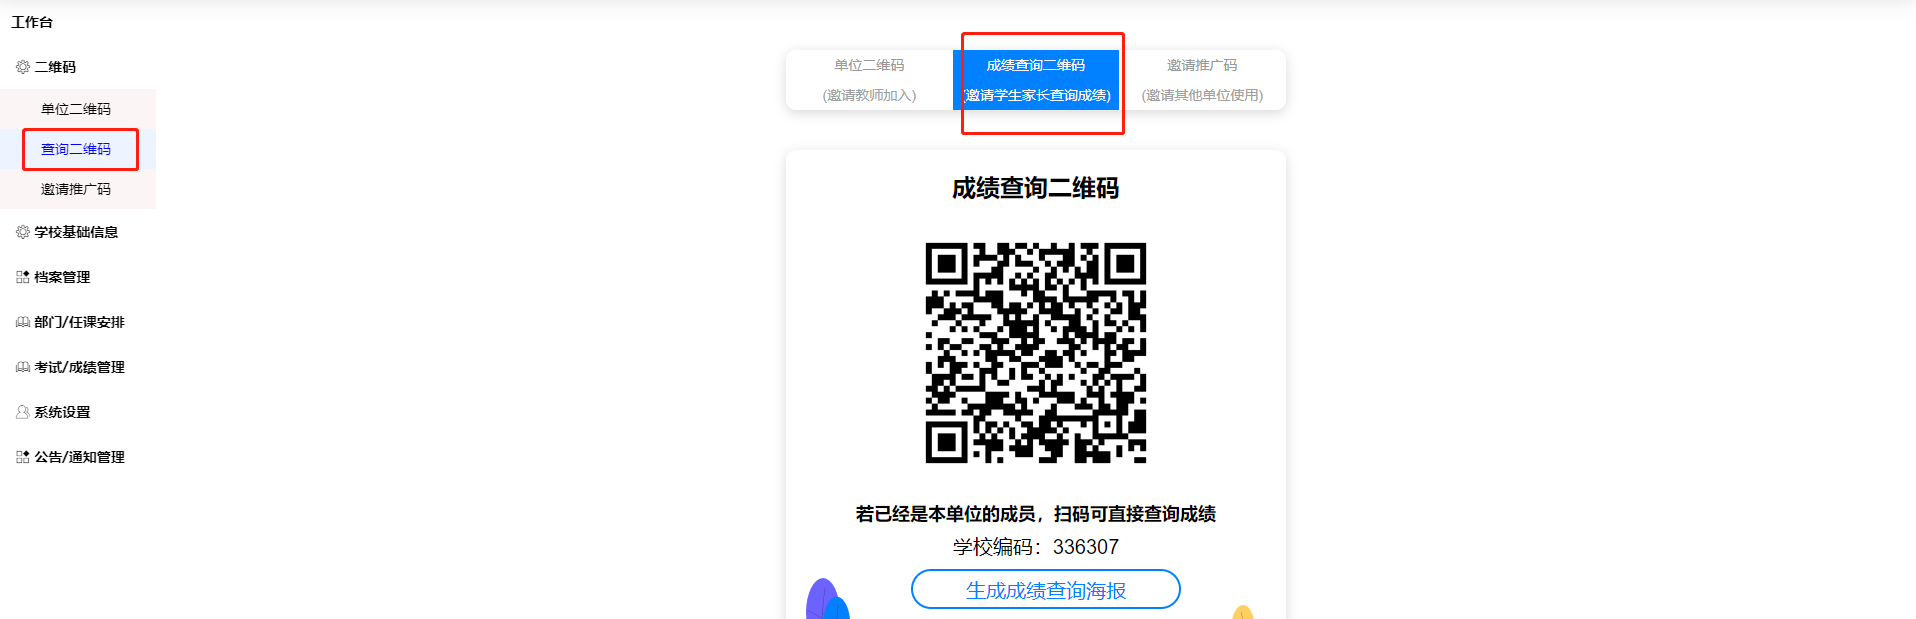 工作台
二维码
单位二维码
查询二维码
邀请推广码
学校基础信息
档案管理
部门/任课安排
考试/成绩管理
系统设置
公告/通知管理
单位二维码
(邀请教师加入)
成绩查询二维码
(邀请学生家长查询成绩)
邀请推广码
(邀请其他单位使用)
成绩查询二维码
若已经是本单位的成员，扫码可直接查询成绩
学校编码：336307
生成成绩查询海报